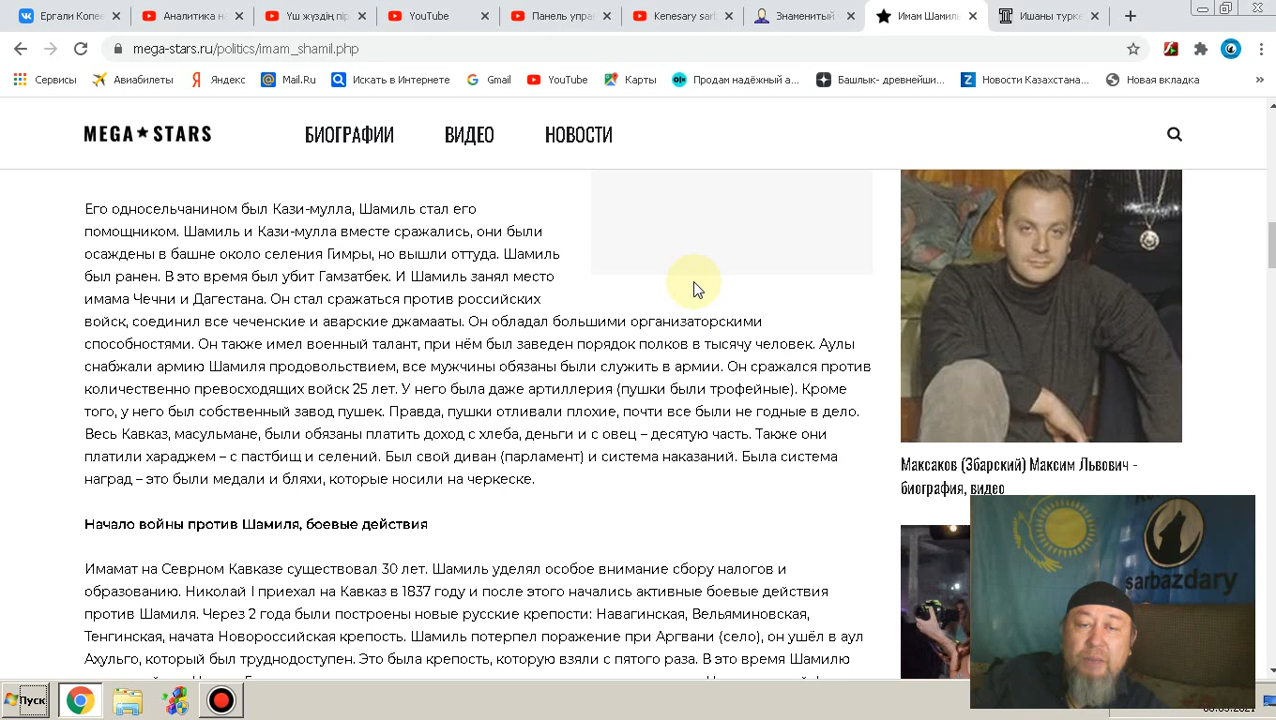 Ергали Конее
Аналитика н
Үш жүздің пір
YouTube
Панель упра
Kenesary sar
Знаменитый
Имам Шамиль
Ишаны турке
mega-stars.ru/politics/imam_shamil.php
Сервисы
Авиабилеты
Яндекс
Mail.Ru
Искать в Интернете
Gmail
YouTube
Карты
Продам надёжный а...
Башлык- древнейши...
Новости Казахстана...
Новая вкладка
»
MEGA★STARS
БИОГРАФИИ
ВИДЕО
НОВОСТИ
Его односельчанином был Кази-мулла, Шамиль стал его
помощником. Шамиль и Кази-мулла вместе сражались, они были
осаждены в башне около селения Гимры, но вышли оттуда. Шамиль
был ранен. В это время был убит Гамзатбек. И Шамиль занял место
имама Чечни и Дагестана. Он стал сражаться против российских
войск, соединил все чеченские и аварские джамааты. Он обладал большими организаторскими
способностями. Он также имел военный талант, при нём был заведен порядок полков в тысячу человек. Аулы
снабжали армию Шамиля продовольствием, все мужчины обязаны были служить в армии. Он сражался против
количественно превосходящих войск 25 лет. У него была даже артиллерия (пушки были трофейные). Кроме
того, у него был собственный завод пушек. Правда, пушки отливали плохие, почти все были не годные в дело.
Весь Кавказ, масульмане, были обязаны платить доход с хлеба, деньги и с овец – десятую часть. Также они
платили хараджем – с пастбищ и селений. Был свой диван (парламент) и система наказаний. Была система
наград – это были медали и бляхи, которые носили на черкеске.
Начало войны против Шамиля, боевые действия
Имамат на Севрном Кавказе существовал 30 лет. Шамиль уделял особое внимание сбору налогов и
образованию. Николай I приехал на Кавказ в 1837 году и после этого начались активные боевые действия
против Шамиля. Через 2 года были построены новые русские крепости: Навагинская, Вельяминовская,
Тенгинская, начата Новороссийская крепость. Шамиль потерпел поражение при Аргвани (село), он ушёл в аул
Ахульго, который был труднодоступен. Это была крепость, которую взяли с пятого раза. В это время Шамилю
Максаков (Збарский) Максим Львович -
биография, видео
sarbazdary
Пуск